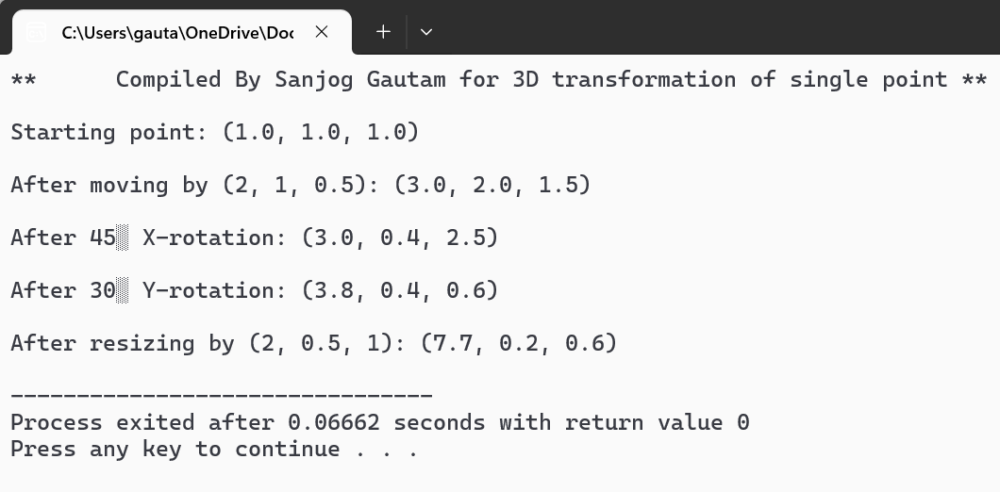 C:\Users\gauta\OneDrive\Doc
** Compiled By Sanjog Gautam for 3D transformation of single point **
Starting point: (1.0, 1.0, 1.0)
After moving by (2, 1, 0.5): (3.0, 2.0, 1.5)
After 45░ X-rotation: (3.0, 0.4, 2.5)
After 30░ Y-rotation: (3.8, 0.4, 0.6)
After resizing by (2, 0.5, 1): (7.7, 0.2, 0.6)
--------------------------------
Process exited after 0.06662 seconds with return value 0
Press any key to continue . . .